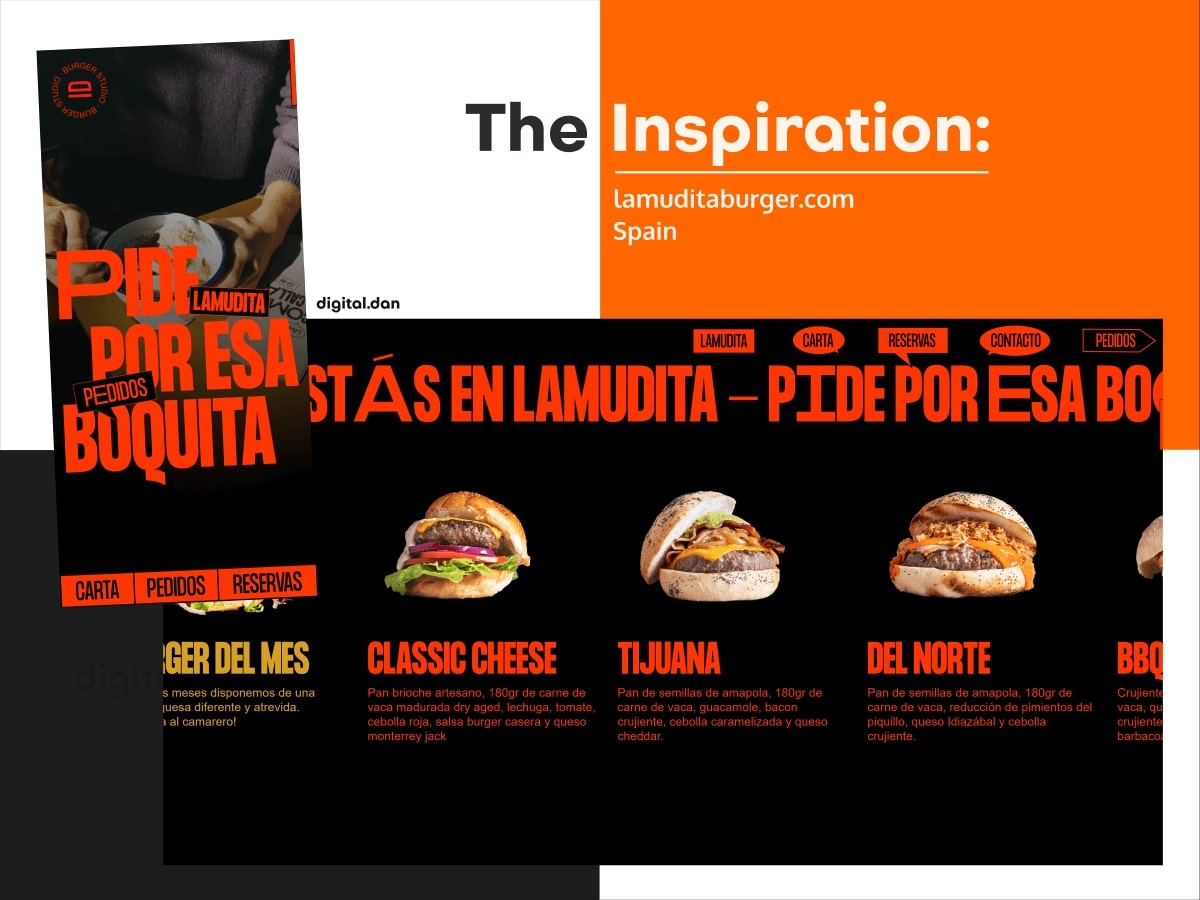 The Inspiration:
lamuditaburger.com
Spain
digital.dan
BURGER STUDIO · BURGER STUDIO
PIDE
LAMUDITA
POR ESA
PEDIDOS
BOQUITA
CARTA PEDIDOS RESERVAS
LAMUDITA CARTA RESERVAS CONTACTO PEDIDOS
STÁS EN LAMUDITA – PIDE POR ESA BO
RGER DEL MES
s meses disponemos de una
uesa diferente y atrevida.
a al camarero!
CLASSIC CHEESE
Pan brioche artesano, 180gr de carne de
vaca madurada dry aged, lechuga, tomate,
cebolla roja, salsa burger casera y queso
monterrey jack
TIJUANA
Pan de semillas de amapola, 180gr de
carne de vaca, guacamole, bacon
crujiente, cebolla caramelizada y queso
cheddar.
DEL NORTE
Pan de semillas de amapola, 180gr de
carne de vaca, reducción de pimientos del
piquillo, queso Idiazábal y cebolla
crujiente.
BBQ
Crujiente
vaca, qu
crujiente
barbacoa
digita